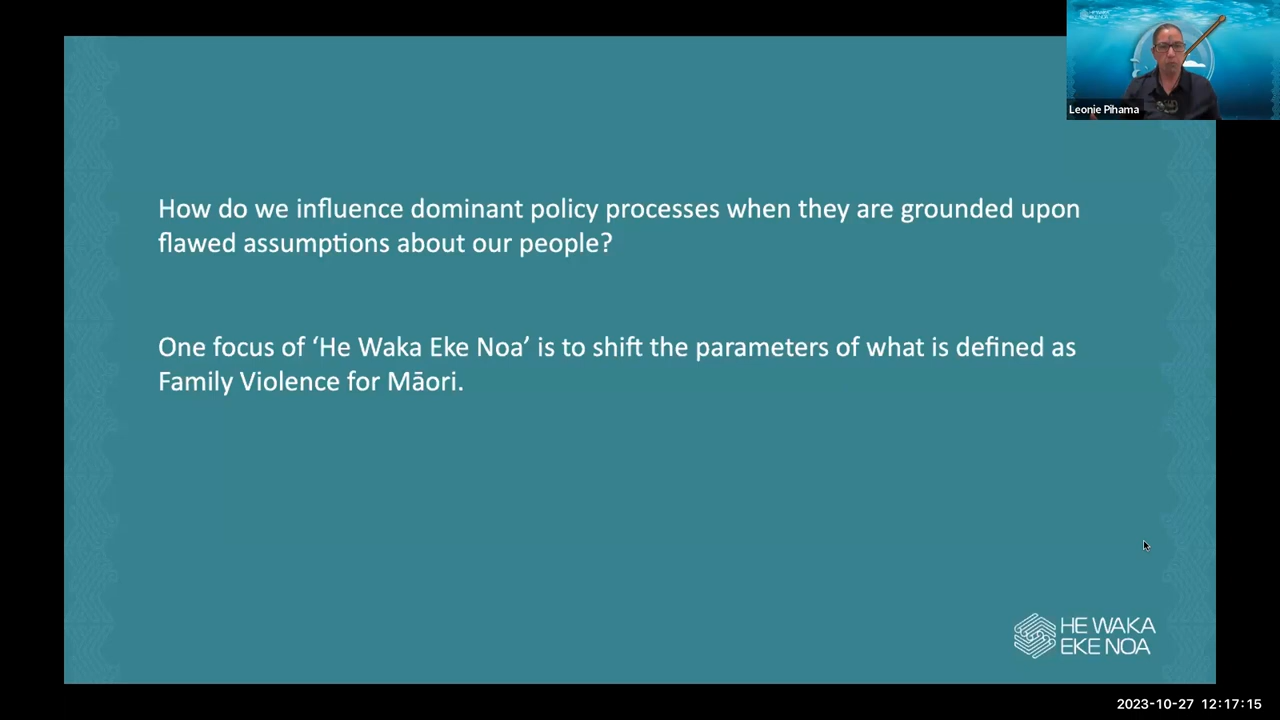 Leonie Pihama
How do we influence dominant policy processes when they are grounded upon
flawed assumptions about our people?
One focus of ‘He Waka Eke Noa’ is to shift the parameters of what is defined as
Family Violence for Māori.
HE WAKA
EKE NOA
2023-10-27 12:17:15